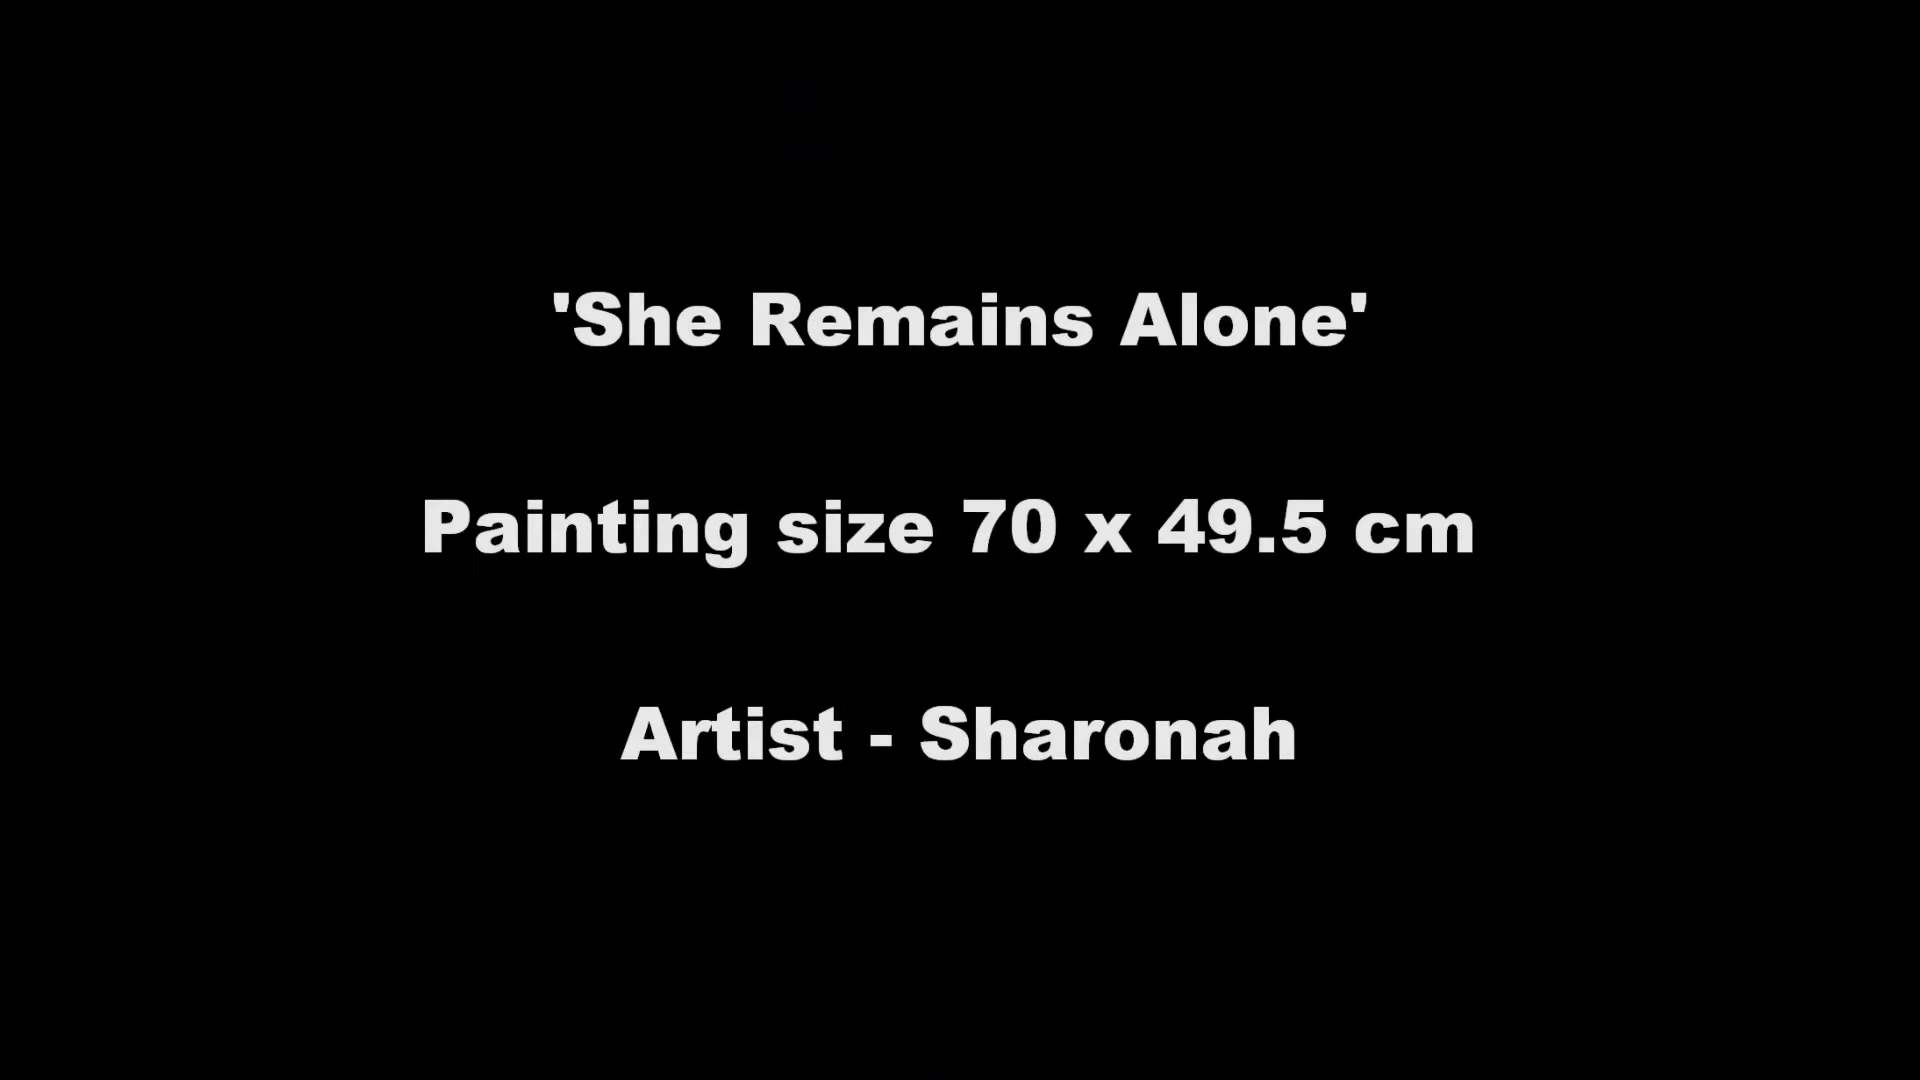 'She Remains Alone'
Painting size 70 x 49.5 cm
Artist - Sharonah